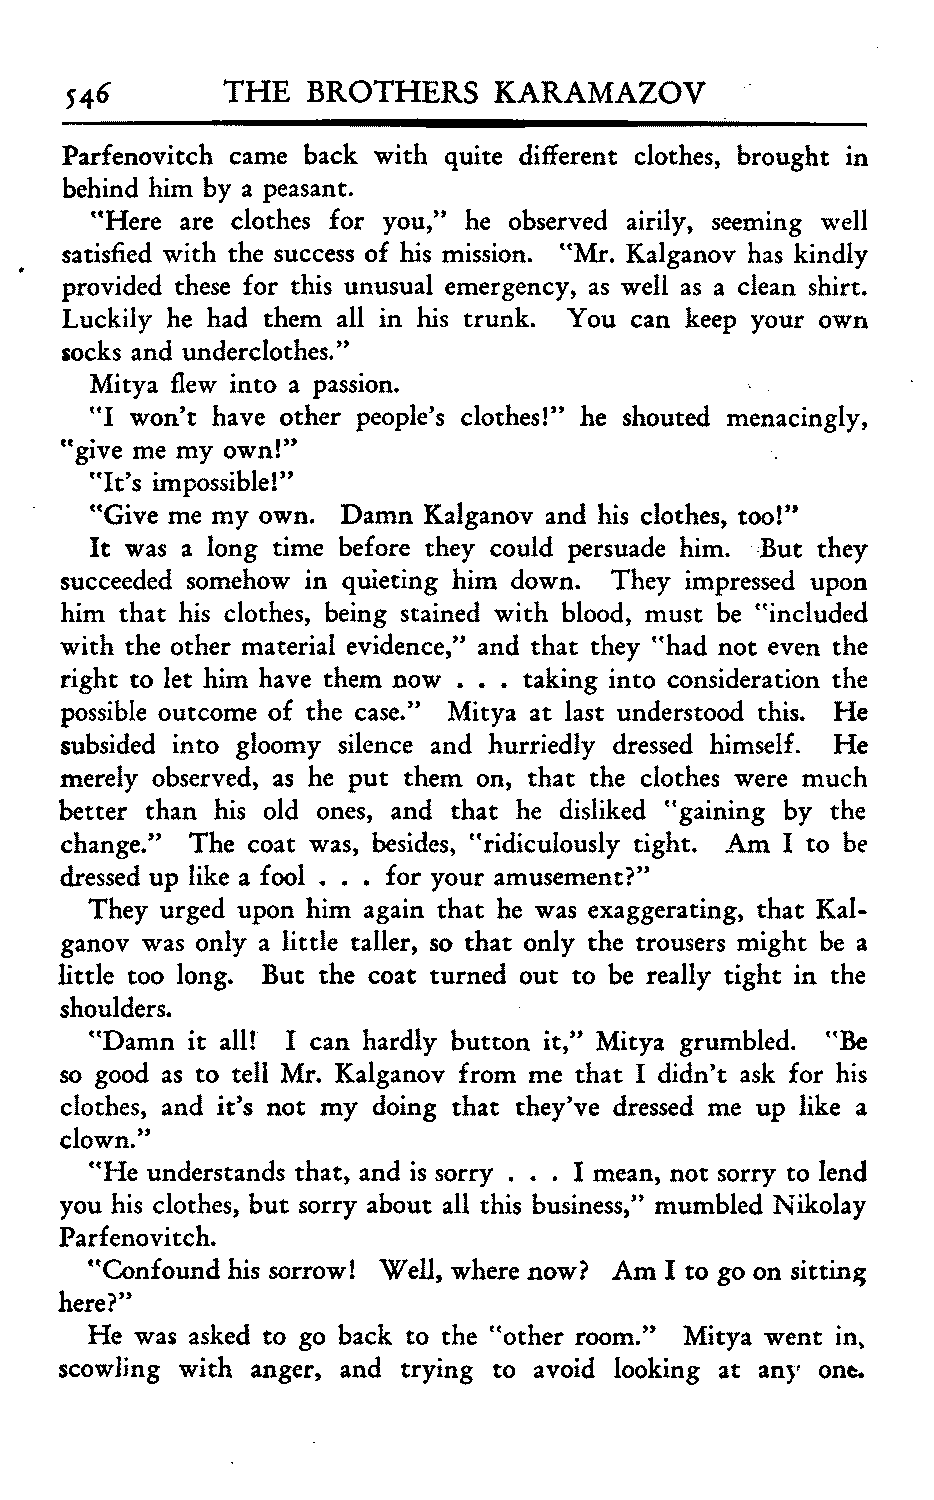 546 THE BROTHERS KARAMAZOV
Parfenovitch came back with quite different clothes, brought in
behind him by a peasant.
"Here are clothes for you," he observed airily, seeming well
satisfied with the success of his mission. "Mr. Kalganov has kindly
provided these for this unusual emergency, as well as a clean shirt.
Luckily he had them all in his trunk. You can keep your own
socks and underclothes."
Mitya flew into a passion.
"I won't have other people's clothes!" he shouted menacingly,
"give me my own!"
"It's impossible!"
"Give me my own. Damn Kalganov and his clothes, too!"
It was a long time before they could persuade him. But they
succeeded somehow in quieting him down. They impressed upon
him that his clothes, being stained with blood, must be "included
with the other material evidence," and that they "had not even the
right to let him have them now . . . taking into consideration the
possible outcome of the case." Mitya at last understood this. He
subsided into gloomy silence and hurriedly dressed himself. He
merely observed, as he put them on, that the clothes were much
better than his old ones, and that he disliked "gaining by the
change." The coat was, besides, "ridiculously tight. Am I to be
dressed up like a fool . . . for your amusement?"
They urged upon him again that he was exaggerating, that Kal-
ganov was only a little taller, so that only the trousers might be a
little too long. But the coat turned out to be really tight in the
shoulders.
"Damn it all! I can hardly button it," Mitya grumbled. "Be
so good as to tell Mr. Kalganov from me that I didn't ask for his
clothes, and it's not my doing that they've dressed me up like a
clown."
"He understands that, and is sorry . . . I mean, not sorry to lend
you his clothes, but sorry about all this business," mumbled Nikolay
Parfenovitch.
"Confound his sorrow! Well, where now? Am I to go on sitting
here?"
He was asked to go back to the "other room." Mitya went in,
scowling with anger, and trying to avoid looking at any one.